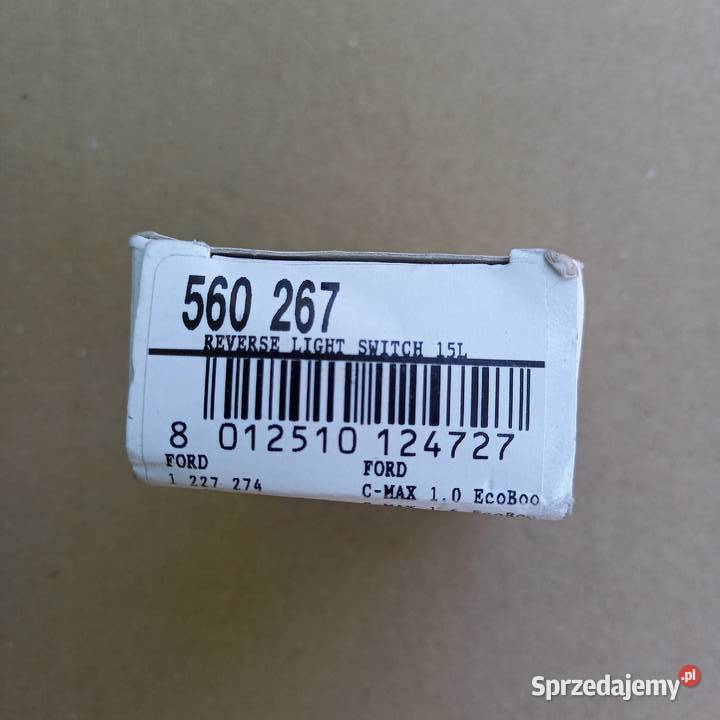 560 267
REVERSE LIGHT SWITCH 15L
8 012510 124727
FORD
1 227 274
FORD
C-MAX 1.0 EcoBoo
Sprzedajemy.pl